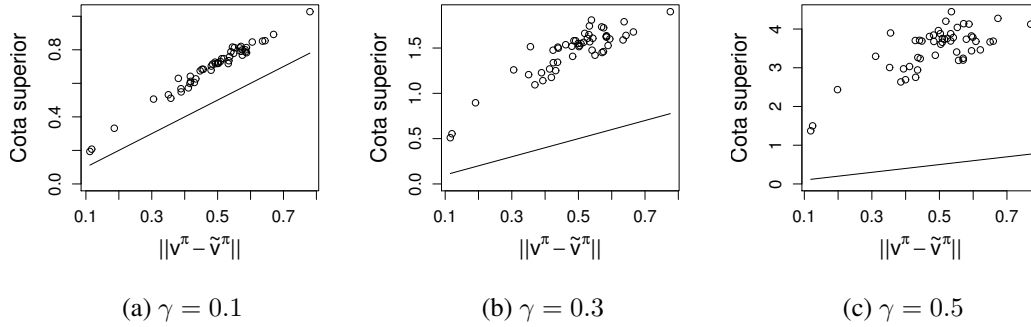 Cota superior
0.0 0.4 0.8
0.1 0.3 0.5 0.7
||v^π − ṽ^π||
(a) γ = 0.1
Cota superior
0.0 0.5 1.0 1.5
0.1 0.3 0.5 0.7
||v^π − ṽ^π||
(b) γ = 0.3
Cota superior
0 1 2 3 4
0.1 0.3 0.5 0.7
||v^π − ṽ^π||
(c) γ = 0.5